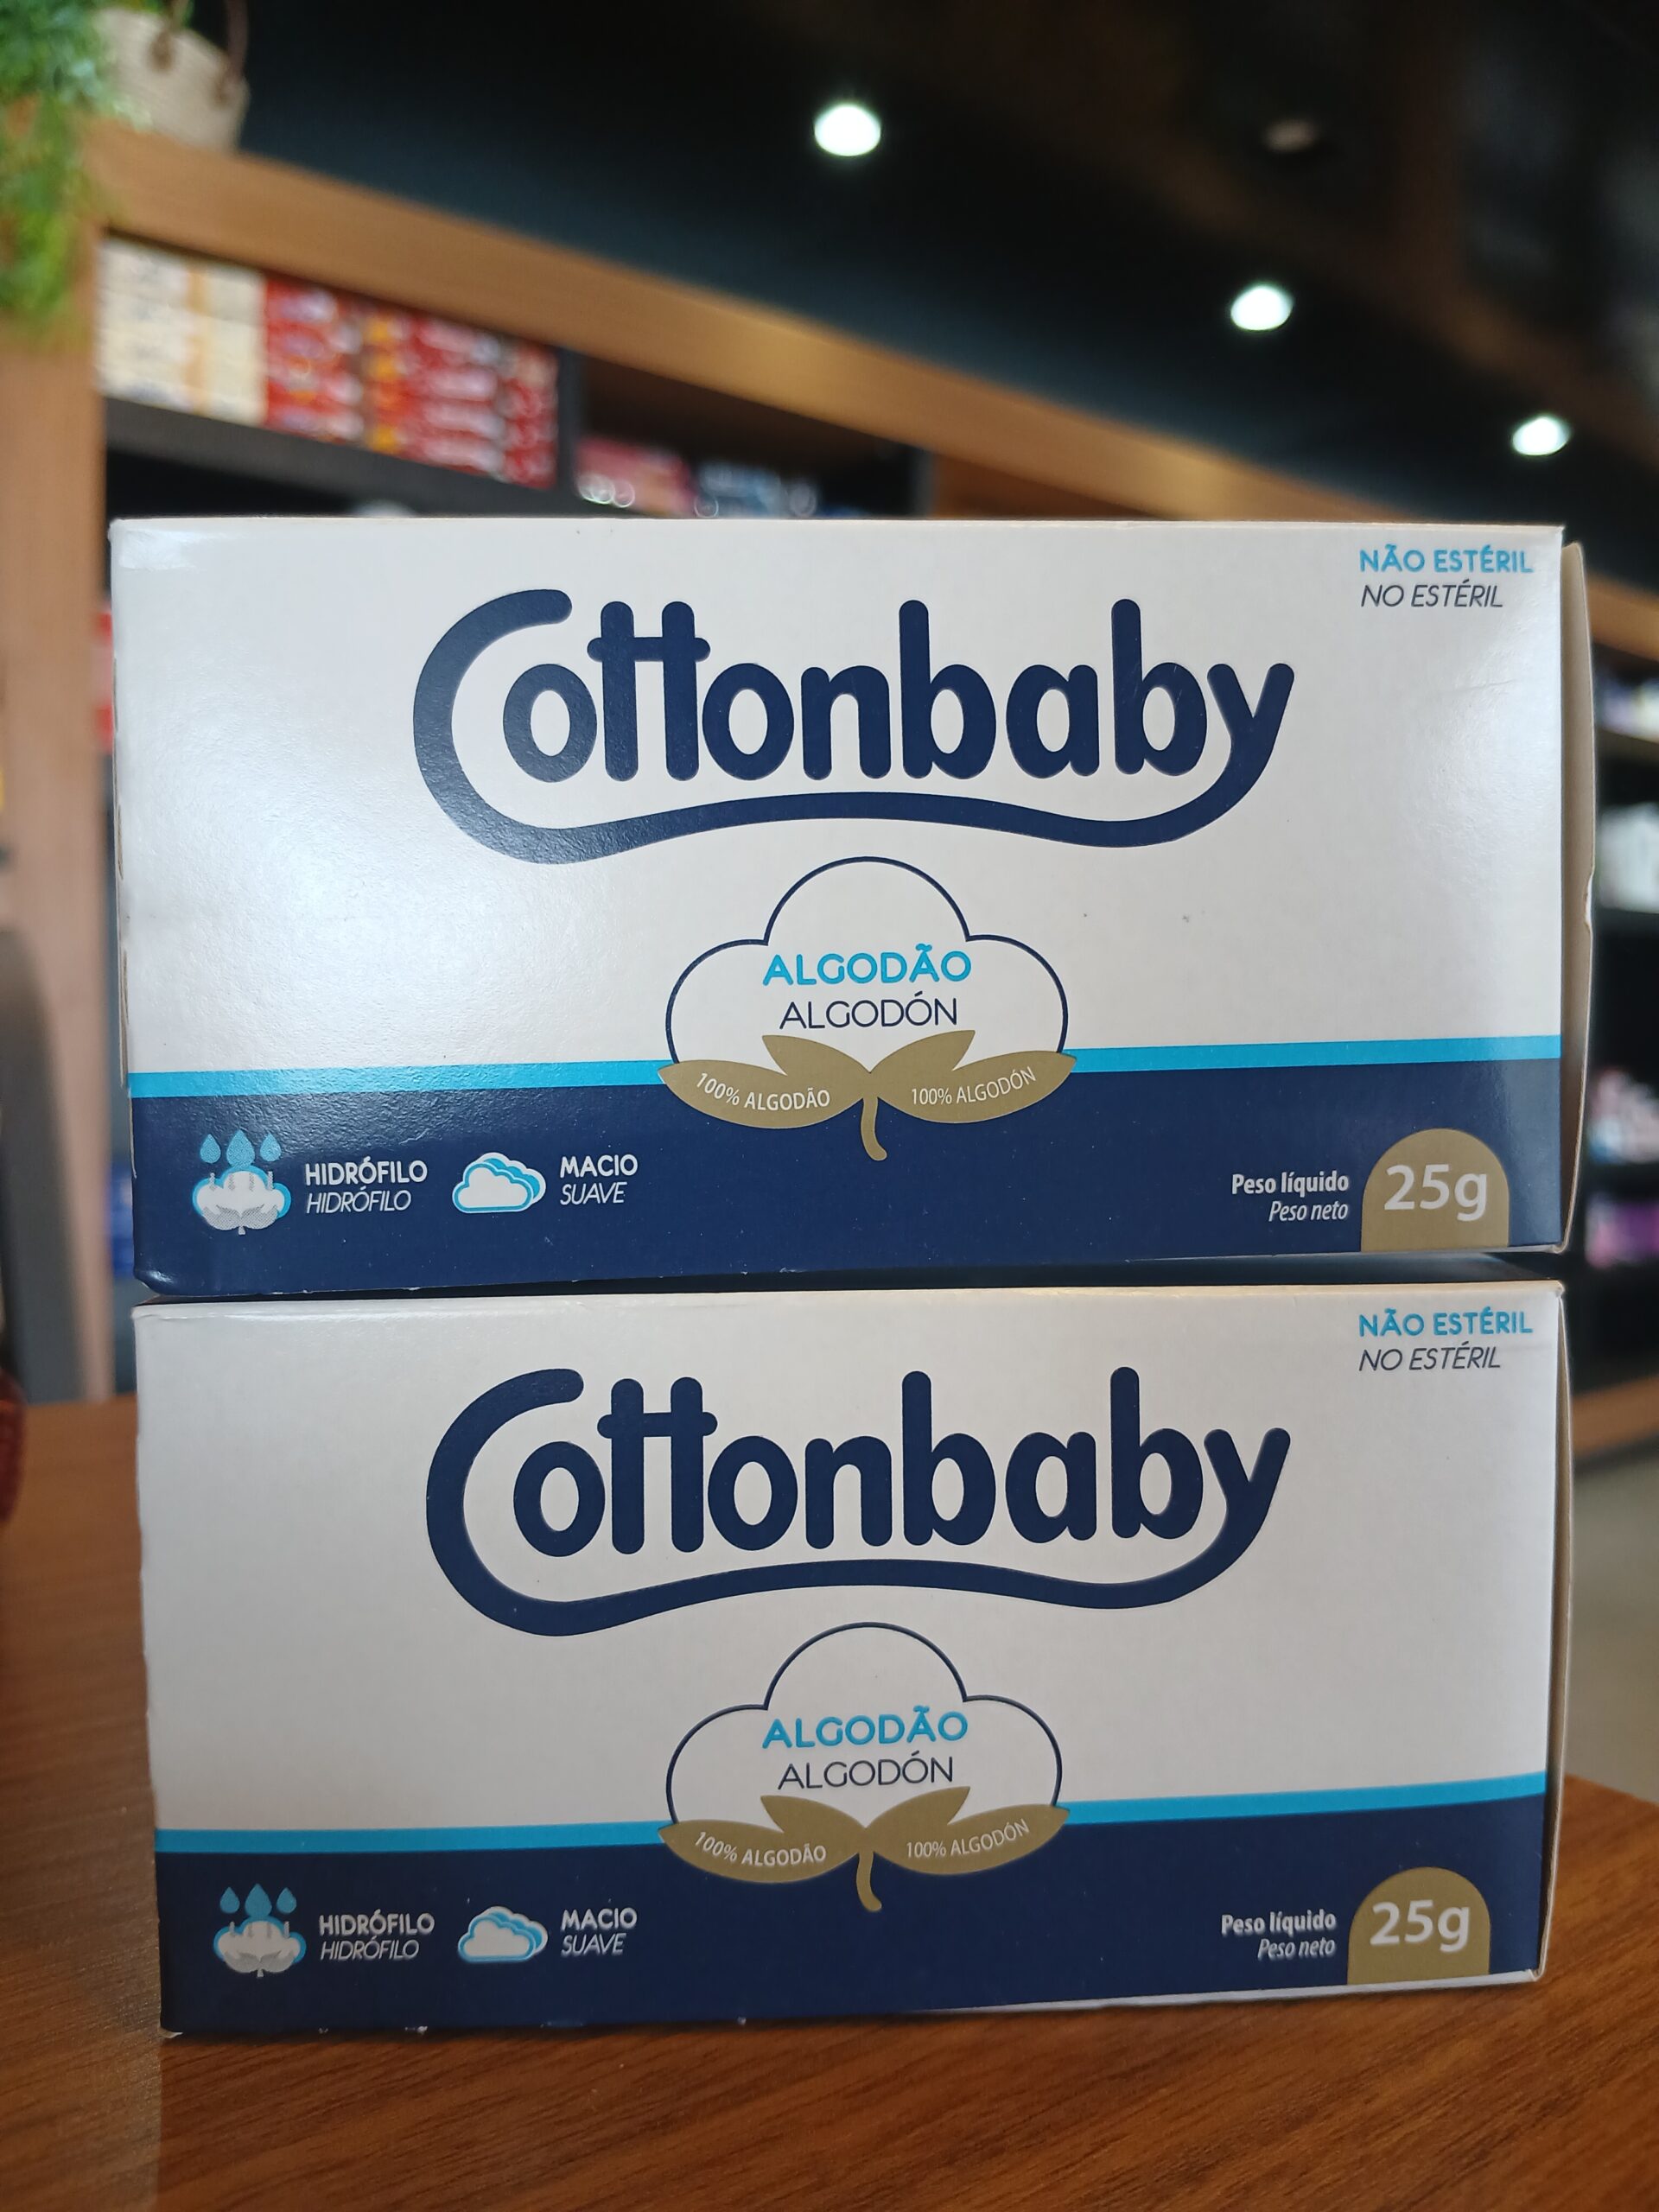 NÃO ESTÉRIL
NO ESTÉRIL
Cottonbaby
ALGODÃO
ALGODÓN
100% ALGODÃO 100% ALGODÓN
HIDRÓFILO
HIDRÓFILO
MACIO
SUAVE
Peso líquido
Peso neto
25g
NÃO ESTÉRIL
NO ESTÉRIL
Cottonbaby
ALGODÃO
ALGODÓN
100% ALGODÃO 100% ALGODÓN
HIDRÓFILO
HIDRÓFILO
MACIO
SUAVE
Peso líquido
Peso neto
25g